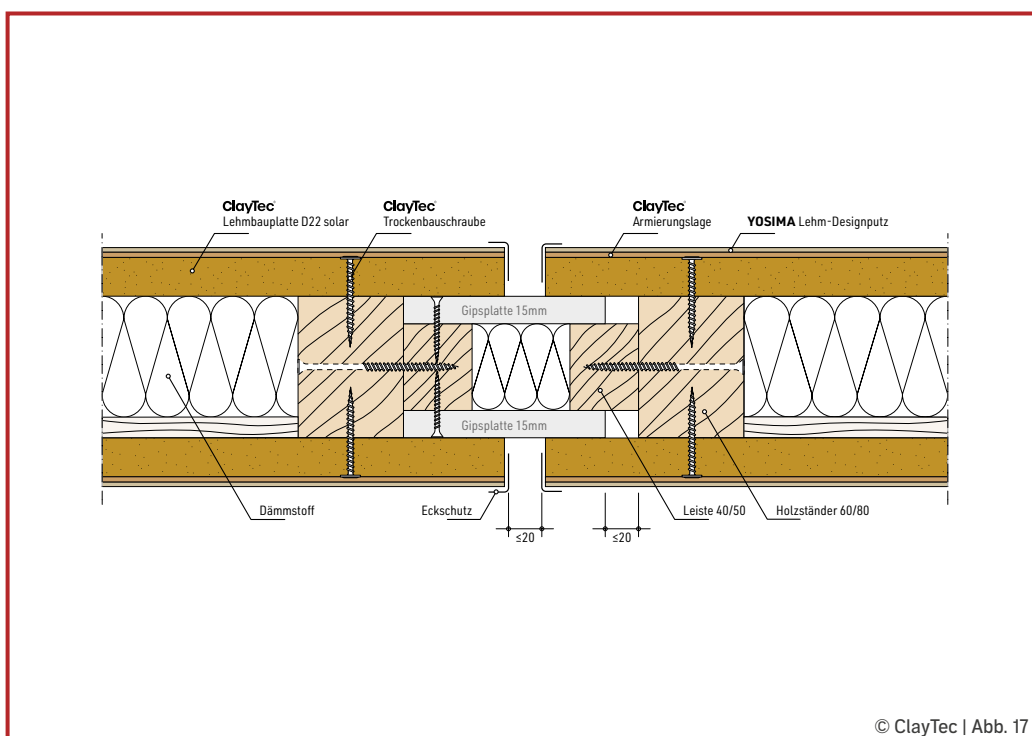 ClayTec
Lehmbauplatte D22 solar
ClayTec
Trockenbauschraube
ClayTec
Armierungslage
YOSIMA Lehm-Designputz
Gipsplatte 15mm
Gipsplatte 15mm
Dämmstoff
Eckschutz
≤20
≤20
Leiste 40/50
Holzständer 60/80
© ClayTec | Abb. 17